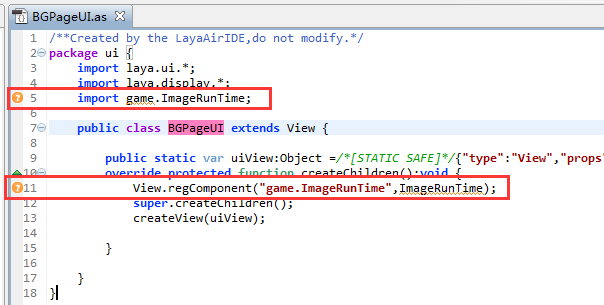 BGPageUI.as
1 /**Created by the LayaAirIDE,do not modify.*/
2 package ui {
3 import laya.ui.*;
4 import laya.display.*;
5 import game.ImageRunTime;
6
7 public class BGPageUI extends View {
8
9 public static var uiView:Object =/*[STATIC SAFE]*/{"type":"View","props"
10 override protected function createChildren():void {
11 View.regComponent("game.ImageRunTime",ImageRunTime);
12 super.createChildren();
13 createView(uiView);
14
15 }
16
17 }
18 }